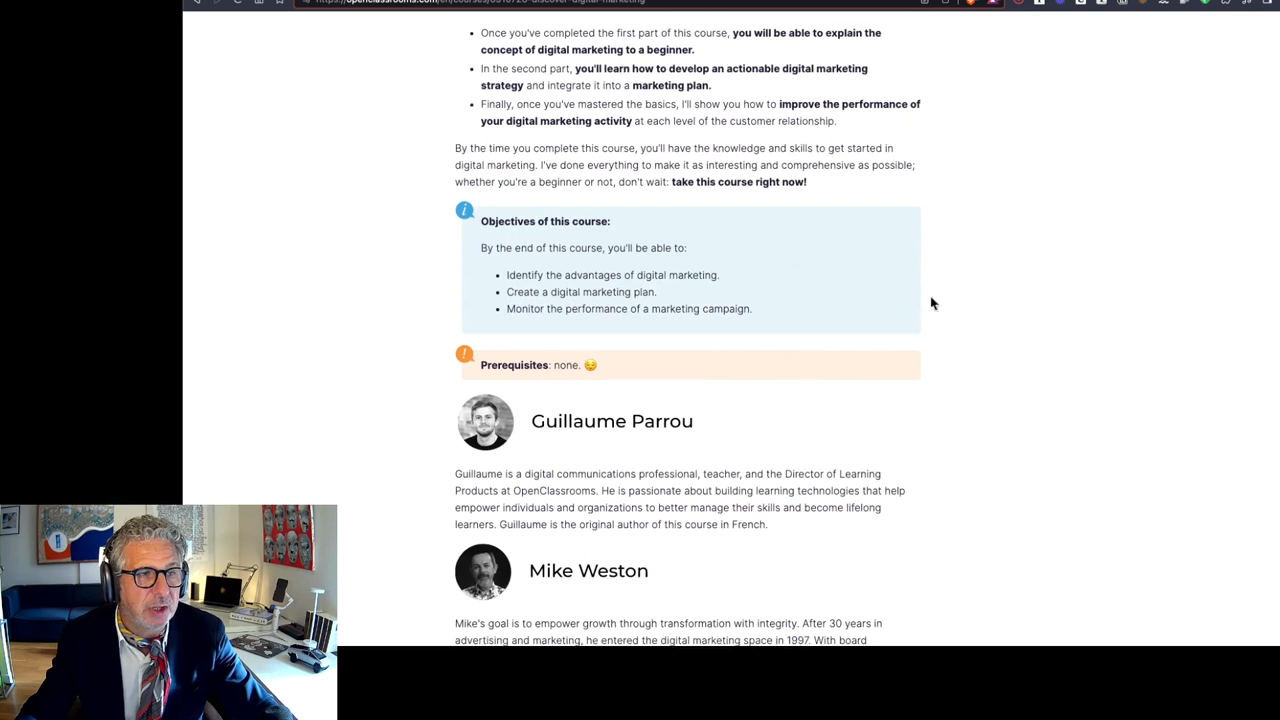 Once you've completed the first part of this course, you will be able to explain the
concept of digital marketing to a beginner.
In the second part, you'll learn how to develop an actionable digital marketing
strategy and integrate it into a marketing plan.
Finally, once you've mastered the basics, I'll show you how to improve the performance of
your digital marketing activity at each level of the customer relationship.
By the time you complete this course, you'll have the knowledge and skills to get started in
digital marketing. I've done everything to make it as interesting and comprehensive as possible;
whether you're a beginner or not, don't wait: take this course right now!
Objectives of this course:
By the end of this course, you'll be able to:
Identify the advantages of digital marketing.
Create a digital marketing plan.
Monitor the performance of a marketing campaign.
Prerequisites: none. 😌
Guillaume Parrou
Guillaume is a digital communications professional, teacher, and the Director of Learning
Products at OpenClassrooms. He is passionate about building learning technologies that help
empower individuals and organizations to better manage their skills and become lifelong
learners. Guillaume is the original author of this course in French.
Mike Weston
Mike's goal is to empower growth through transformation with integrity. After 30 years in
advertising and marketing, he entered the digital marketing space in 1997. With board